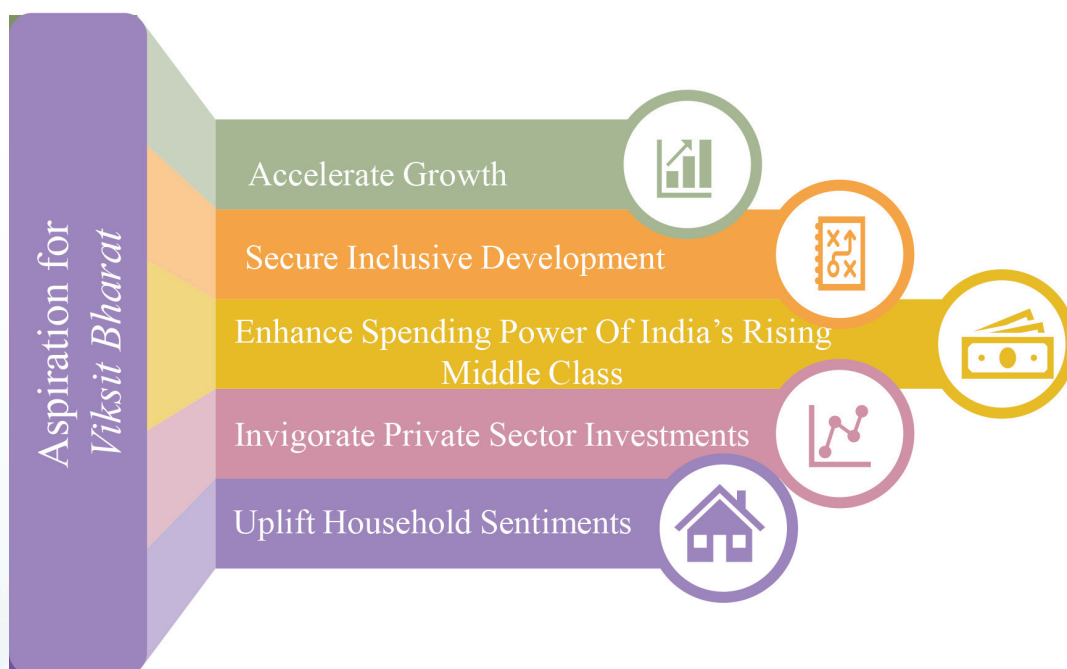 Aspiration for
Viksit Bharat
Accelerate Growth
Secure Inclusive Development
Enhance Spending Power Of India's Rising
Middle Class
Invigorate Private Sector Investments
Uplift Household Sentiments